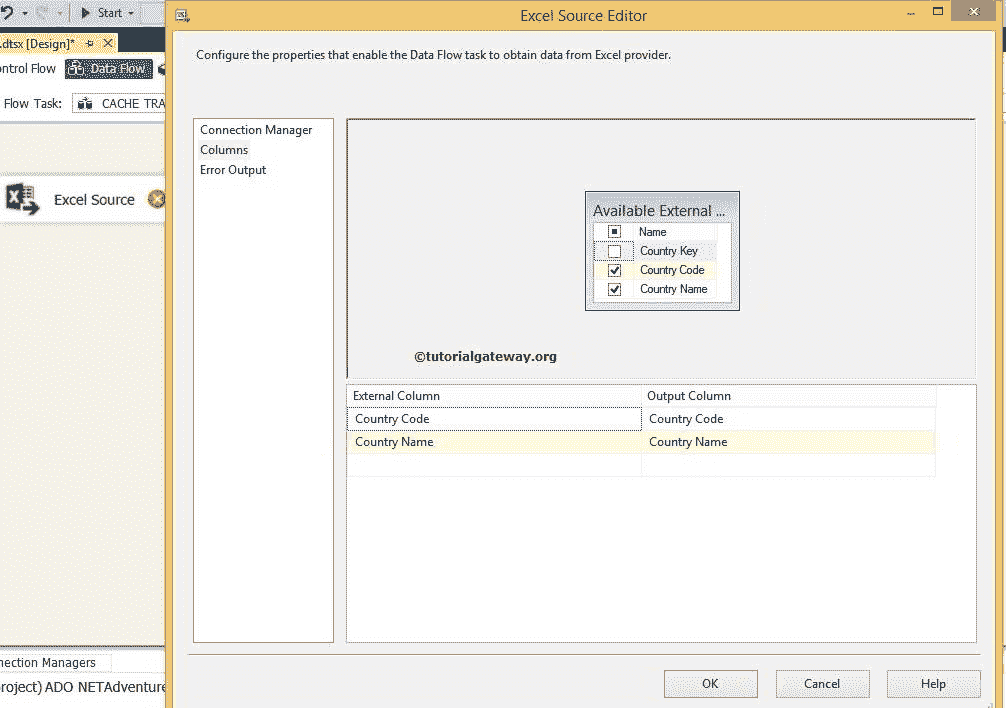 Start
Excel Source Editor
.dtsx [Design]*
Configure the properties that enable the Data Flow task to obtain data from Excel provider.
ntrol Flow
Data Flow
Flow Task:
CACHE TRA
Connection Manager
Columns
Error Output
Excel Source
Available External ...
Name
Country Key
Country Code
Country Name
©tutorialgateway.org
External Column
Output Column
Country Code
Country Code
Country Name
Country Name
nection Managers
roject) ADO NETAdventure
OK
Cancel
Help